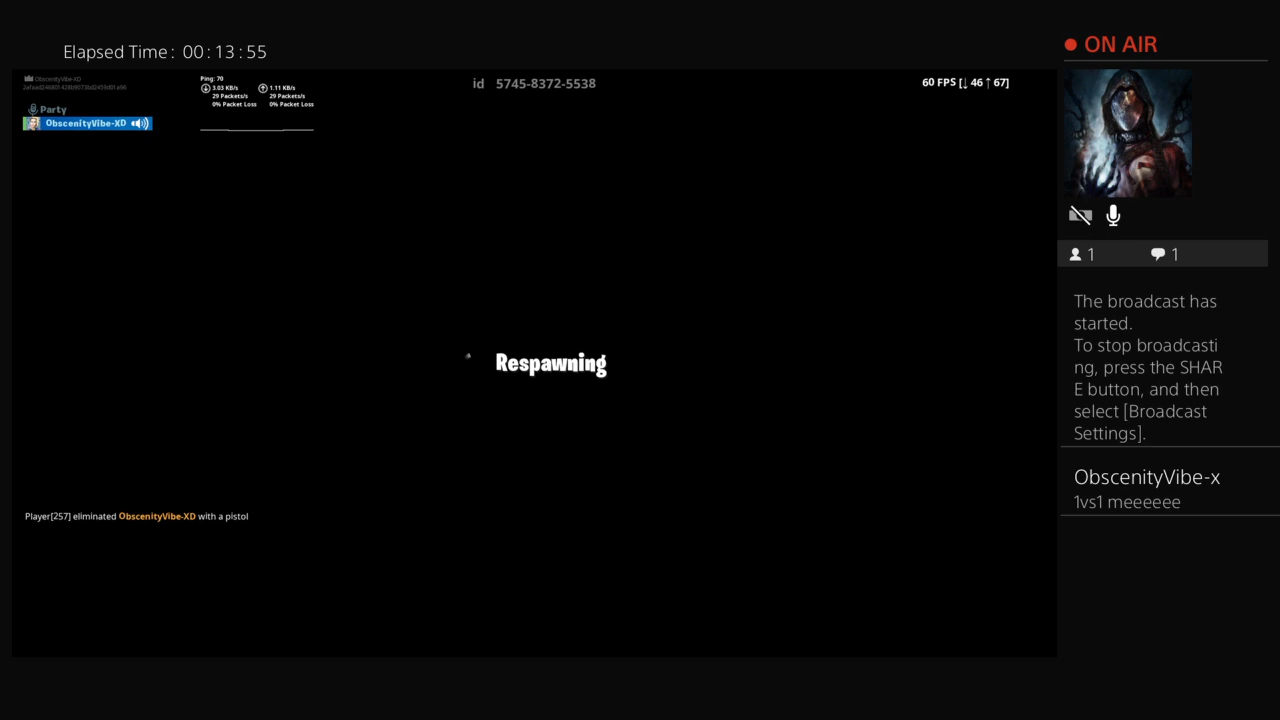 Elapsed Time: 00:13:55
ON AIR
ObscenityVibe-XD
Ping: 70
3.03 KB/s 1.11 KB/s
29 Packets/s 29 Packets/s
0% Packet Loss 0% Packet Loss
id 5745-8372-5538
60 FPS [↓ 46 ↑ 67]
Party
ObscenityVibe-XD
1 1
The broadcast has
started.
To stop broadcasti
ng, press the SHAR
E button, and then
select [Broadcast
Settings].
Respawning
ObscenityVibe-x
1vs1 meeeeee
Player[257] eliminated ObscenityVibe-XD with a pistol